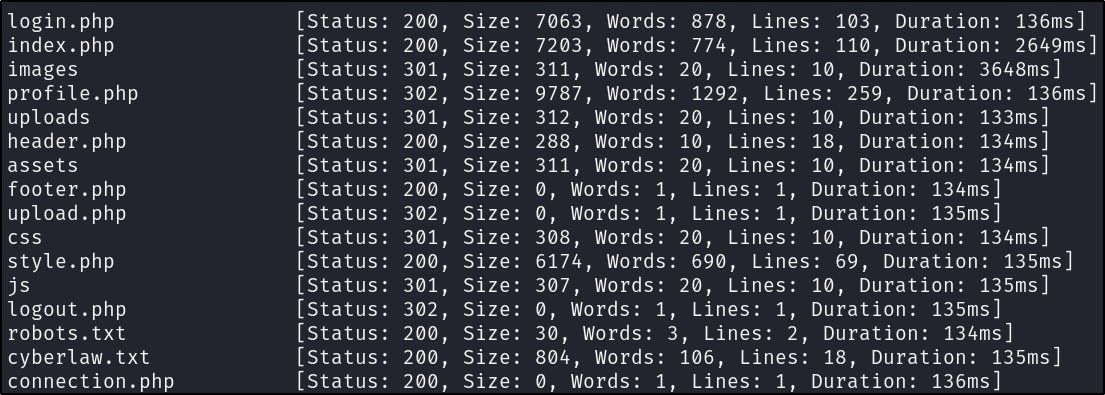 login.php [Status: 200, Size: 7063, Words: 878, Lines: 103, Duration: 136ms]
index.php [Status: 200, Size: 7203, Words: 774, Lines: 110, Duration: 2649ms]
images [Status: 301, Size: 311, Words: 20, Lines: 10, Duration: 3648ms]
profile.php [Status: 302, Size: 9787, Words: 1292, Lines: 259, Duration: 136ms]
uploads [Status: 301, Size: 312, Words: 20, Lines: 10, Duration: 133ms]
header.php [Status: 200, Size: 288, Words: 10, Lines: 18, Duration: 134ms]
assets [Status: 301, Size: 311, Words: 20, Lines: 10, Duration: 134ms]
footer.php [Status: 200, Size: 0, Words: 1, Lines: 1, Duration: 134ms]
upload.php [Status: 302, Size: 0, Words: 1, Lines: 1, Duration: 135ms]
css [Status: 301, Size: 308, Words: 20, Lines: 10, Duration: 134ms]
style.php [Status: 200, Size: 6174, Words: 690, Lines: 69, Duration: 135ms]
js [Status: 301, Size: 307, Words: 20, Lines: 10, Duration: 135ms]
logout.php [Status: 302, Size: 0, Words: 1, Lines: 1, Duration: 135ms]
robots.txt [Status: 200, Size: 30, Words: 3, Lines: 2, Duration: 134ms]
cyberlaw.txt [Status: 200, Size: 804, Words: 106, Lines: 18, Duration: 135ms]
connection.php [Status: 200, Size: 0, Words: 1, Lines: 1, Duration: 136ms]